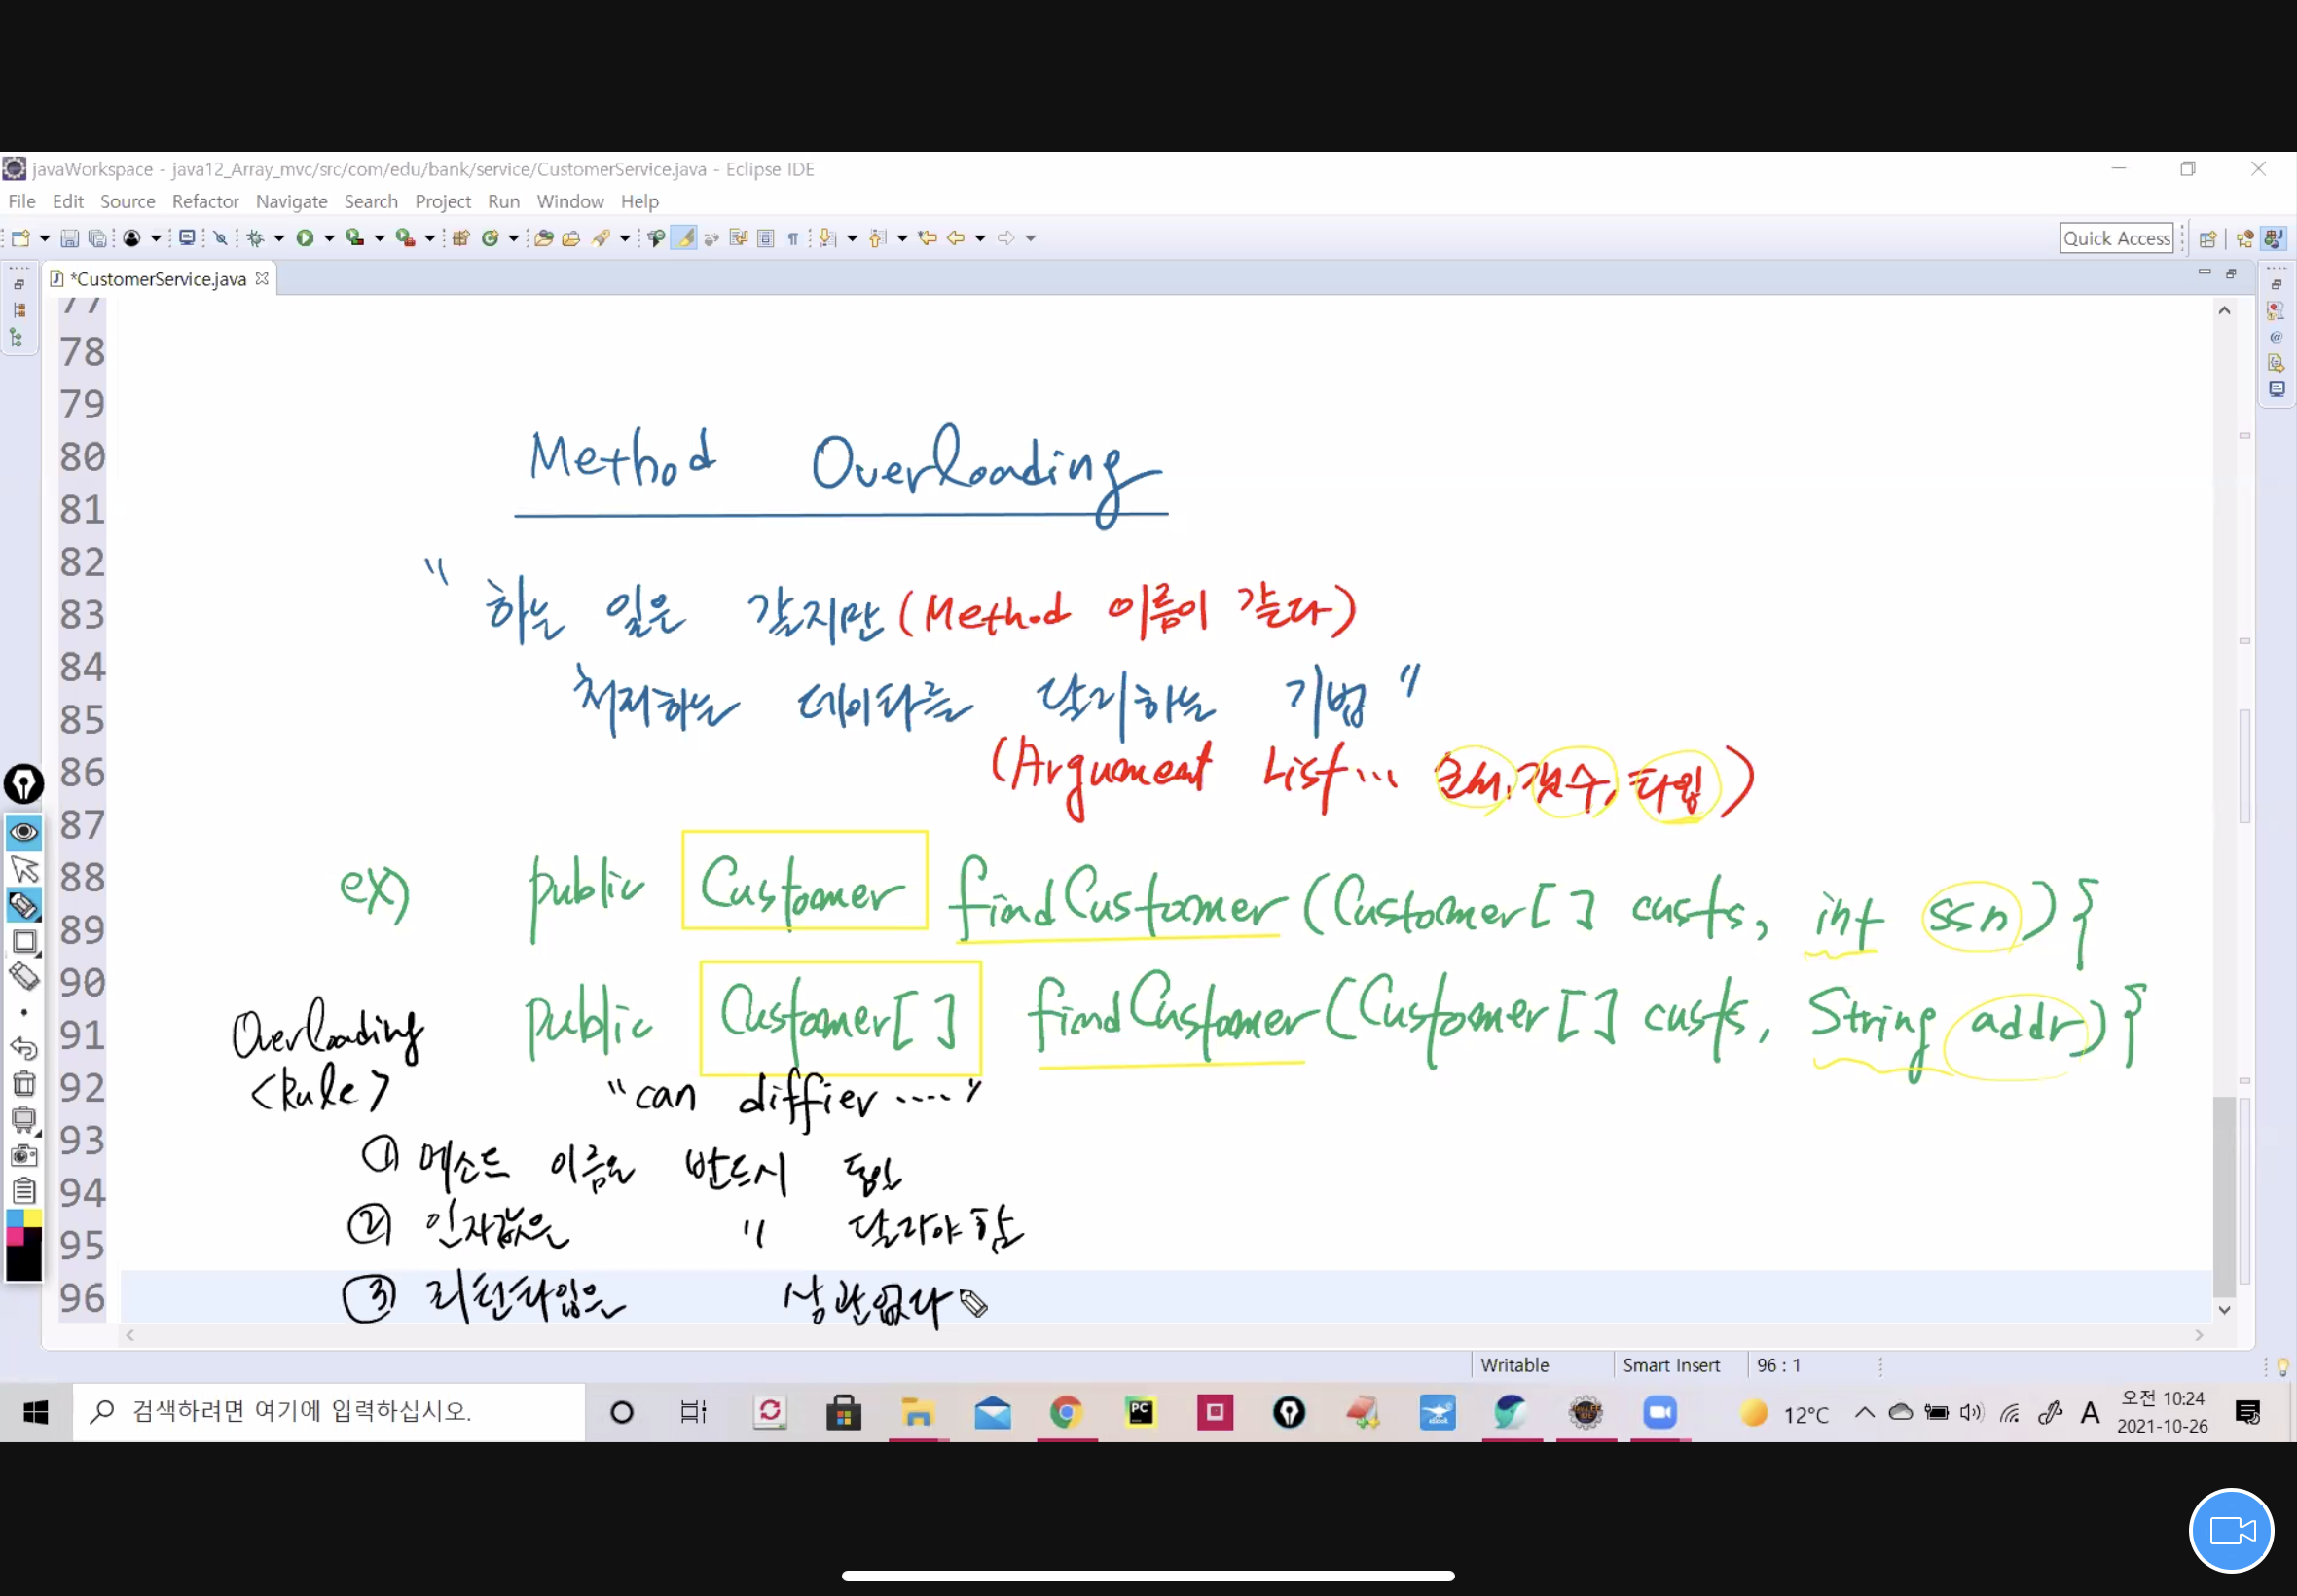 javaWorkspace - java12_Array_mvc/src/com/edu/bank/service/CustomerService.java - Eclipse IDE
File Edit Source Refactor Navigate Search Project Run Window Help
Quick Access
*CustomerService.java
77
78
79
80
Method Overloading
81
82
"하는 일은 같지만 (Method 이름이 같다)
83
84
처리하는 데이타를 달리하는 기법"
85
86
(Argument List... 순서, 갯수, 타입)
87
88
ex) public Customer findCustomer (Customer[] custs, int ssn) {
89
90
public Customer[] findCustomer (Customer[] custs, String addr) }
91
Overloading
92
<Rule> "can diffier ...."
93
① 메소드 이름은 반드시 동일
94
② 인자값은 " 달라야 함
95
96
③ 리턴타입은 상관없다
Writable Smart Insert 96 : 1
검색하려면 여기에 입력하십시오.
PC
12°C
A
오전 10:24
2021-10-26